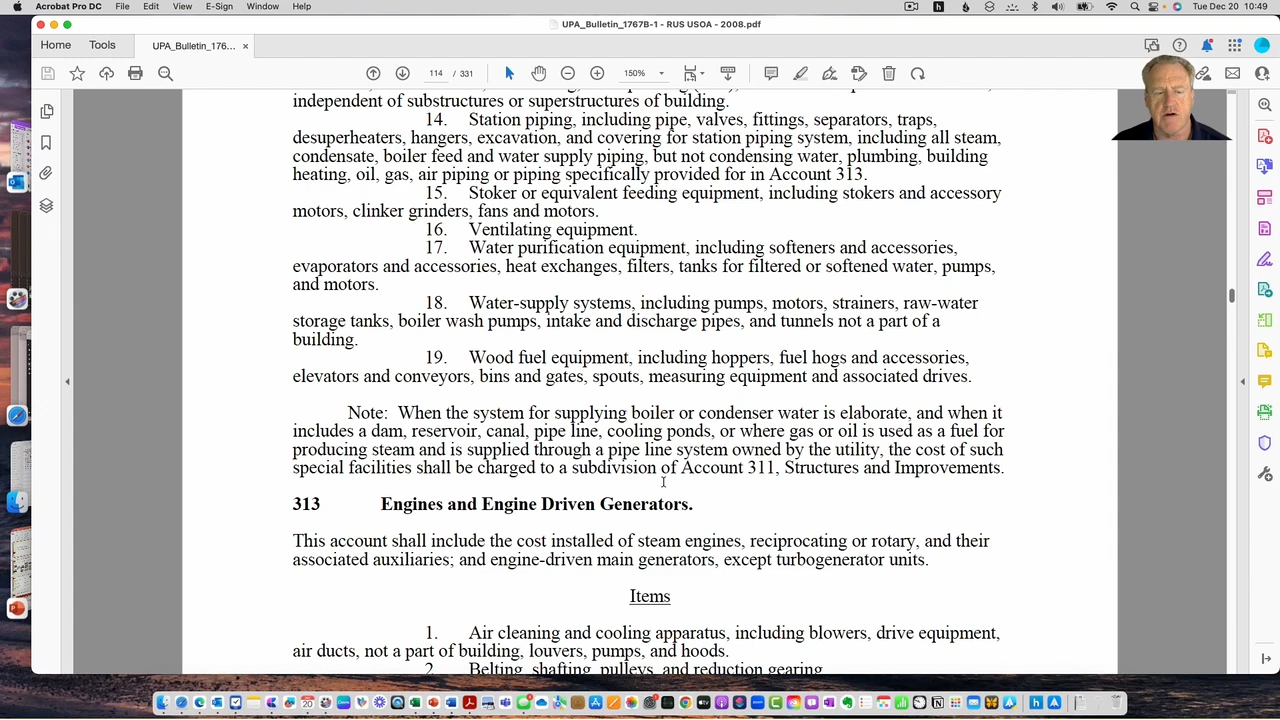 Acrobat Pro DC File Edit View E-Sign Window Help Tue Dec 20 10:49
UPA_Bulletin_1767B-1 - RUS USOA - 2008.pdf
Home Tools UPA_Bulletin_176... ×
114 / 331 150%
independent of substructures or superstructures of building.
14. Station piping, including pipe, valves, fittings, separators, traps,
desuperheaters, hangers, excavation, and covering for station piping system, including all steam,
condensate, boiler feed and water supply piping, but not condensing water, plumbing, building
heating, oil, gas, air piping or piping specifically provided for in Account 313.
15. Stoker or equivalent feeding equipment, including stokers and accessory
motors, clinker grinders, fans and motors.
16. Ventilating equipment.
17. Water purification equipment, including softeners and accessories,
evaporators and accessories, heat exchanges, filters, tanks for filtered or softened water, pumps,
and motors.
18. Water-supply systems, including pumps, motors, strainers, raw-water
storage tanks, boiler wash pumps, intake and discharge pipes, and tunnels not a part of a
building.
19. Wood fuel equipment, including hoppers, fuel hogs and accessories,
elevators and conveyors, bins and gates, spouts, measuring equipment and associated drives.
Note: When the system for supplying boiler or condenser water is elaborate, and when it
includes a dam, reservoir, canal, pipe line, cooling ponds, or where gas or oil is used as a fuel for
producing steam and is supplied through a pipe line system owned by the utility, the cost of such
special facilities shall be charged to a subdivision of Account 311, Structures and Improvements.
313 Engines and Engine Driven Generators.
This account shall include the cost installed of steam engines, reciprocating or rotary, and their
associated auxiliaries; and engine-driven main generators, except turbogenerator units.
Items
1. Air cleaning and cooling apparatus, including blowers, drive equipment,
air ducts, not a part of building, louvers, pumps, and hoods.
2. Belting, shafting, pulleys, and reduction gearing